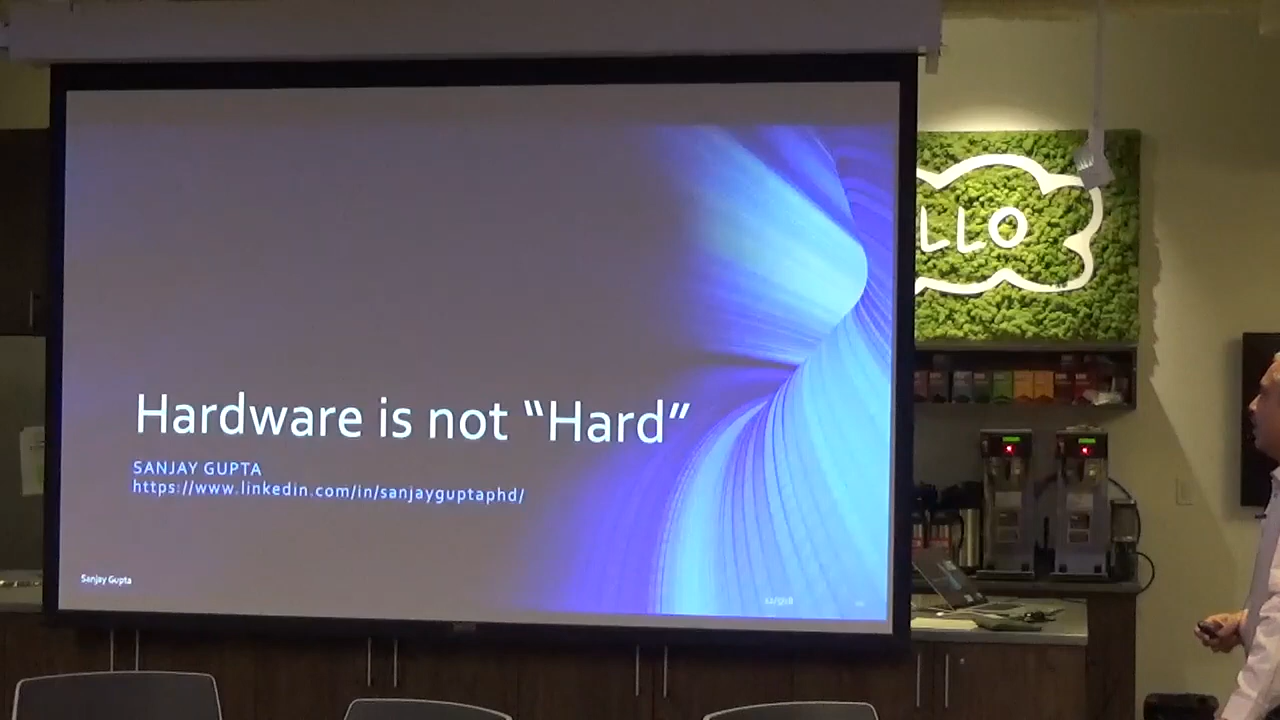 Hardware is not “Hard”
SANJAY GUPTA
https://www.linkedin.com/in/sanjayguptaphd/
Sanjay Gupta
LLO